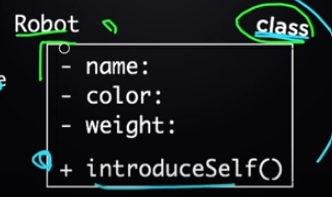 Robot class
- name:
- color:
- weight:
+ introduceSelf()